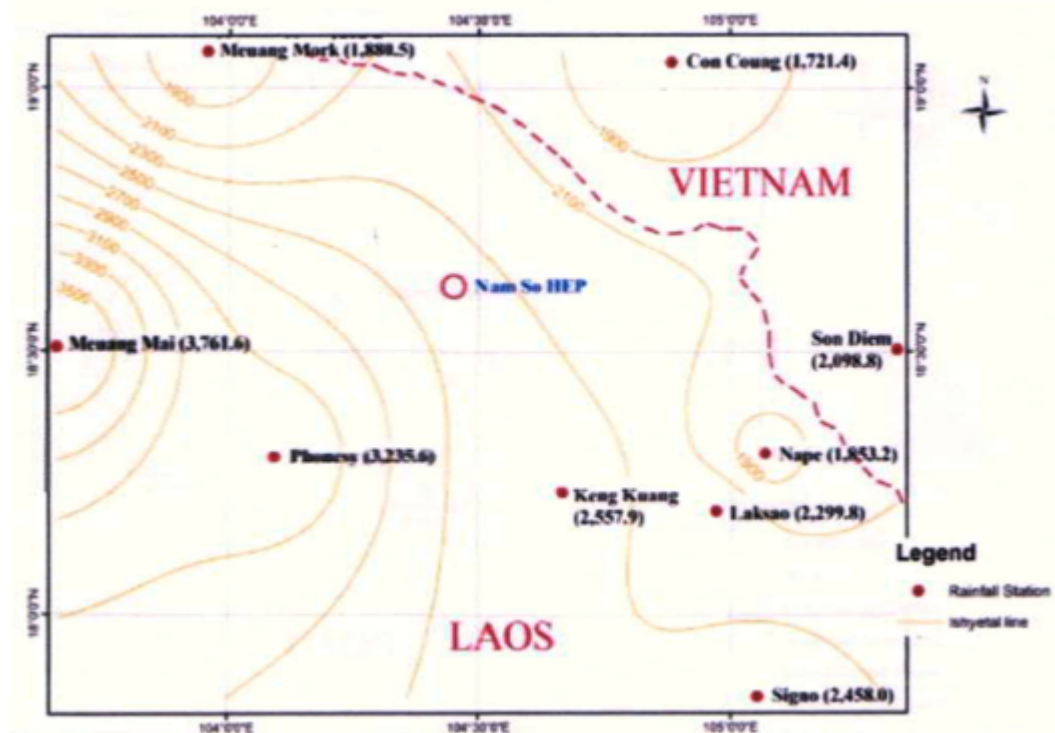 104°0'0"E
104°30'0"E
105°0'0"E
Meuang Mork (1,880.5)
Con Coung (1,721.4)
19°0'0"N
19°0'0"N
N
1900
2100
2300
2500
2700
2900
3100
3300
3500
1900
2100
VIETNAM
Nam So HEP
Meuang Mai (3,761.6)
18°30'0"N
18°30'0"N
Son Diem
(2,098.8)
Phonesy (3,235.6)
Nape (1,853.2)
1900
Keng Kuang
(2,557.9)
Laksao (2,299.8)
Legend
Rainfall Station
Ishyetal line
18°0'0"N
LAOS
Signo (2,458.0)
104°0'0"E
104°30'0"E
105°0'0"E